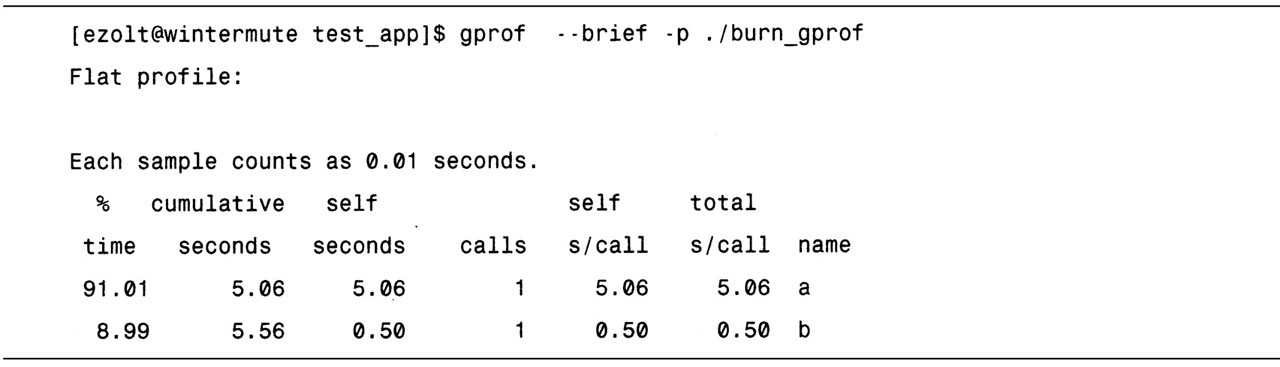 [ezolt@wintermute test_app]$ gprof  --brief -p ./burn_gprof
Flat profile:
Each sample counts as 0.01 seconds.
  %   cumulative   self              self     total
 time   seconds   seconds    calls   s/call   s/call  name
 91.01      5.06     5.06        1     5.06     5.06  a
  8.99      5.56     0.50        1     0.50     0.50  b